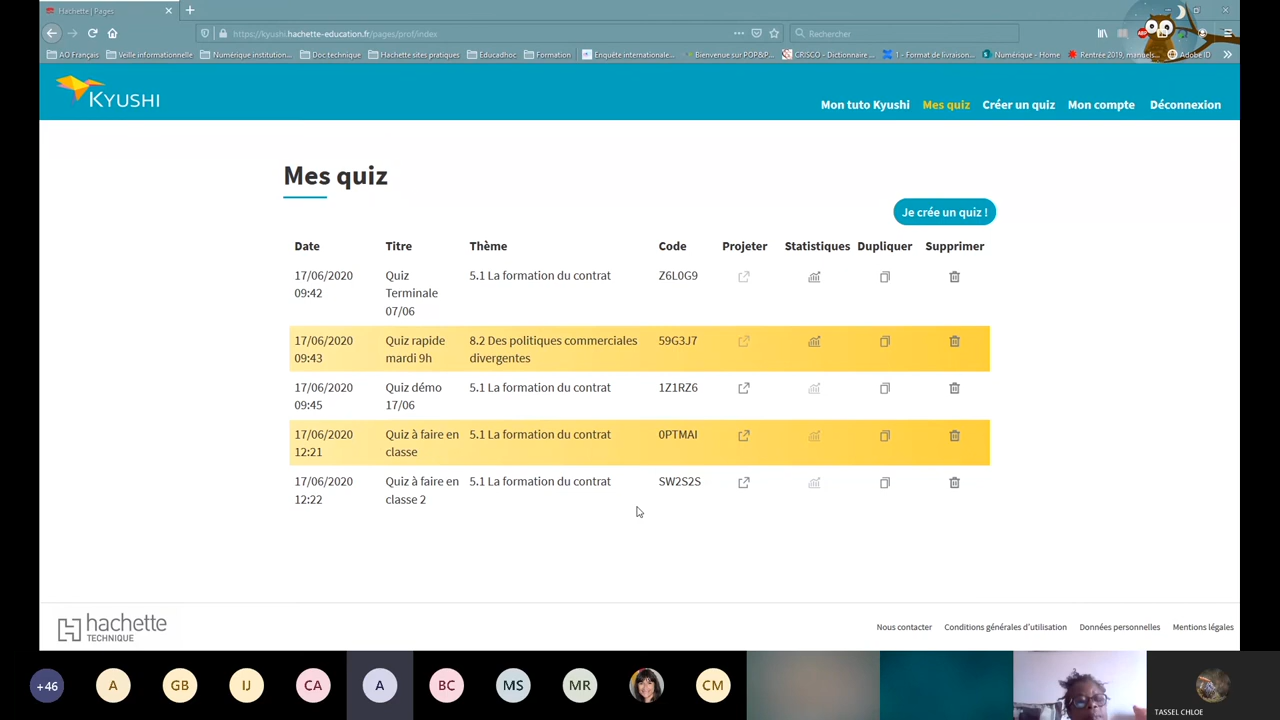 Hachette | Pages
https://kyushi.hachette-education.fr/pages/prof/index
Rechercher
AO Français Veille informationnelle Numérique institution... Doc technique Hachette sites pratiques Educadhoc Formation Enquête internationale... Bienvenue sur POP&P... CRISCO - Dictionnaire ... 1 - Format de livraison... Numérique - Home Rentrée 2019, manuels... Adobe ID
KYUSHI
Mon tuto Kyushi Mes quiz Créer un quiz Mon compte Déconnexion
Mes quiz
Je crée un quiz !
Date Titre Thème Code Projeter Statistiques Dupliquer Supprimer
17/06/2020 Quiz 5.1 La formation du contrat Z6L0G9
09:42 Terminale
07/06
17/06/2020 Quiz rapide 8.2 Des politiques commerciales 59G3J7
09:43 mardi 9h divergentes
17/06/2020 Quiz démo 5.1 La formation du contrat 1Z1RZ6
09:45 17/06
17/06/2020 Quiz à faire en 5.1 La formation du contrat 0PTMAI
12:21 classe
17/06/2020 Quiz à faire en 5.1 La formation du contrat SW2S2S
12:22 classe 2
hachette
TECHNIQUE
Nous contacter Conditions générales d'utilisation Données personnelles Mentions légales
+46 A GB IJ CA A BC MS MR CM
TASSEL CHLOE